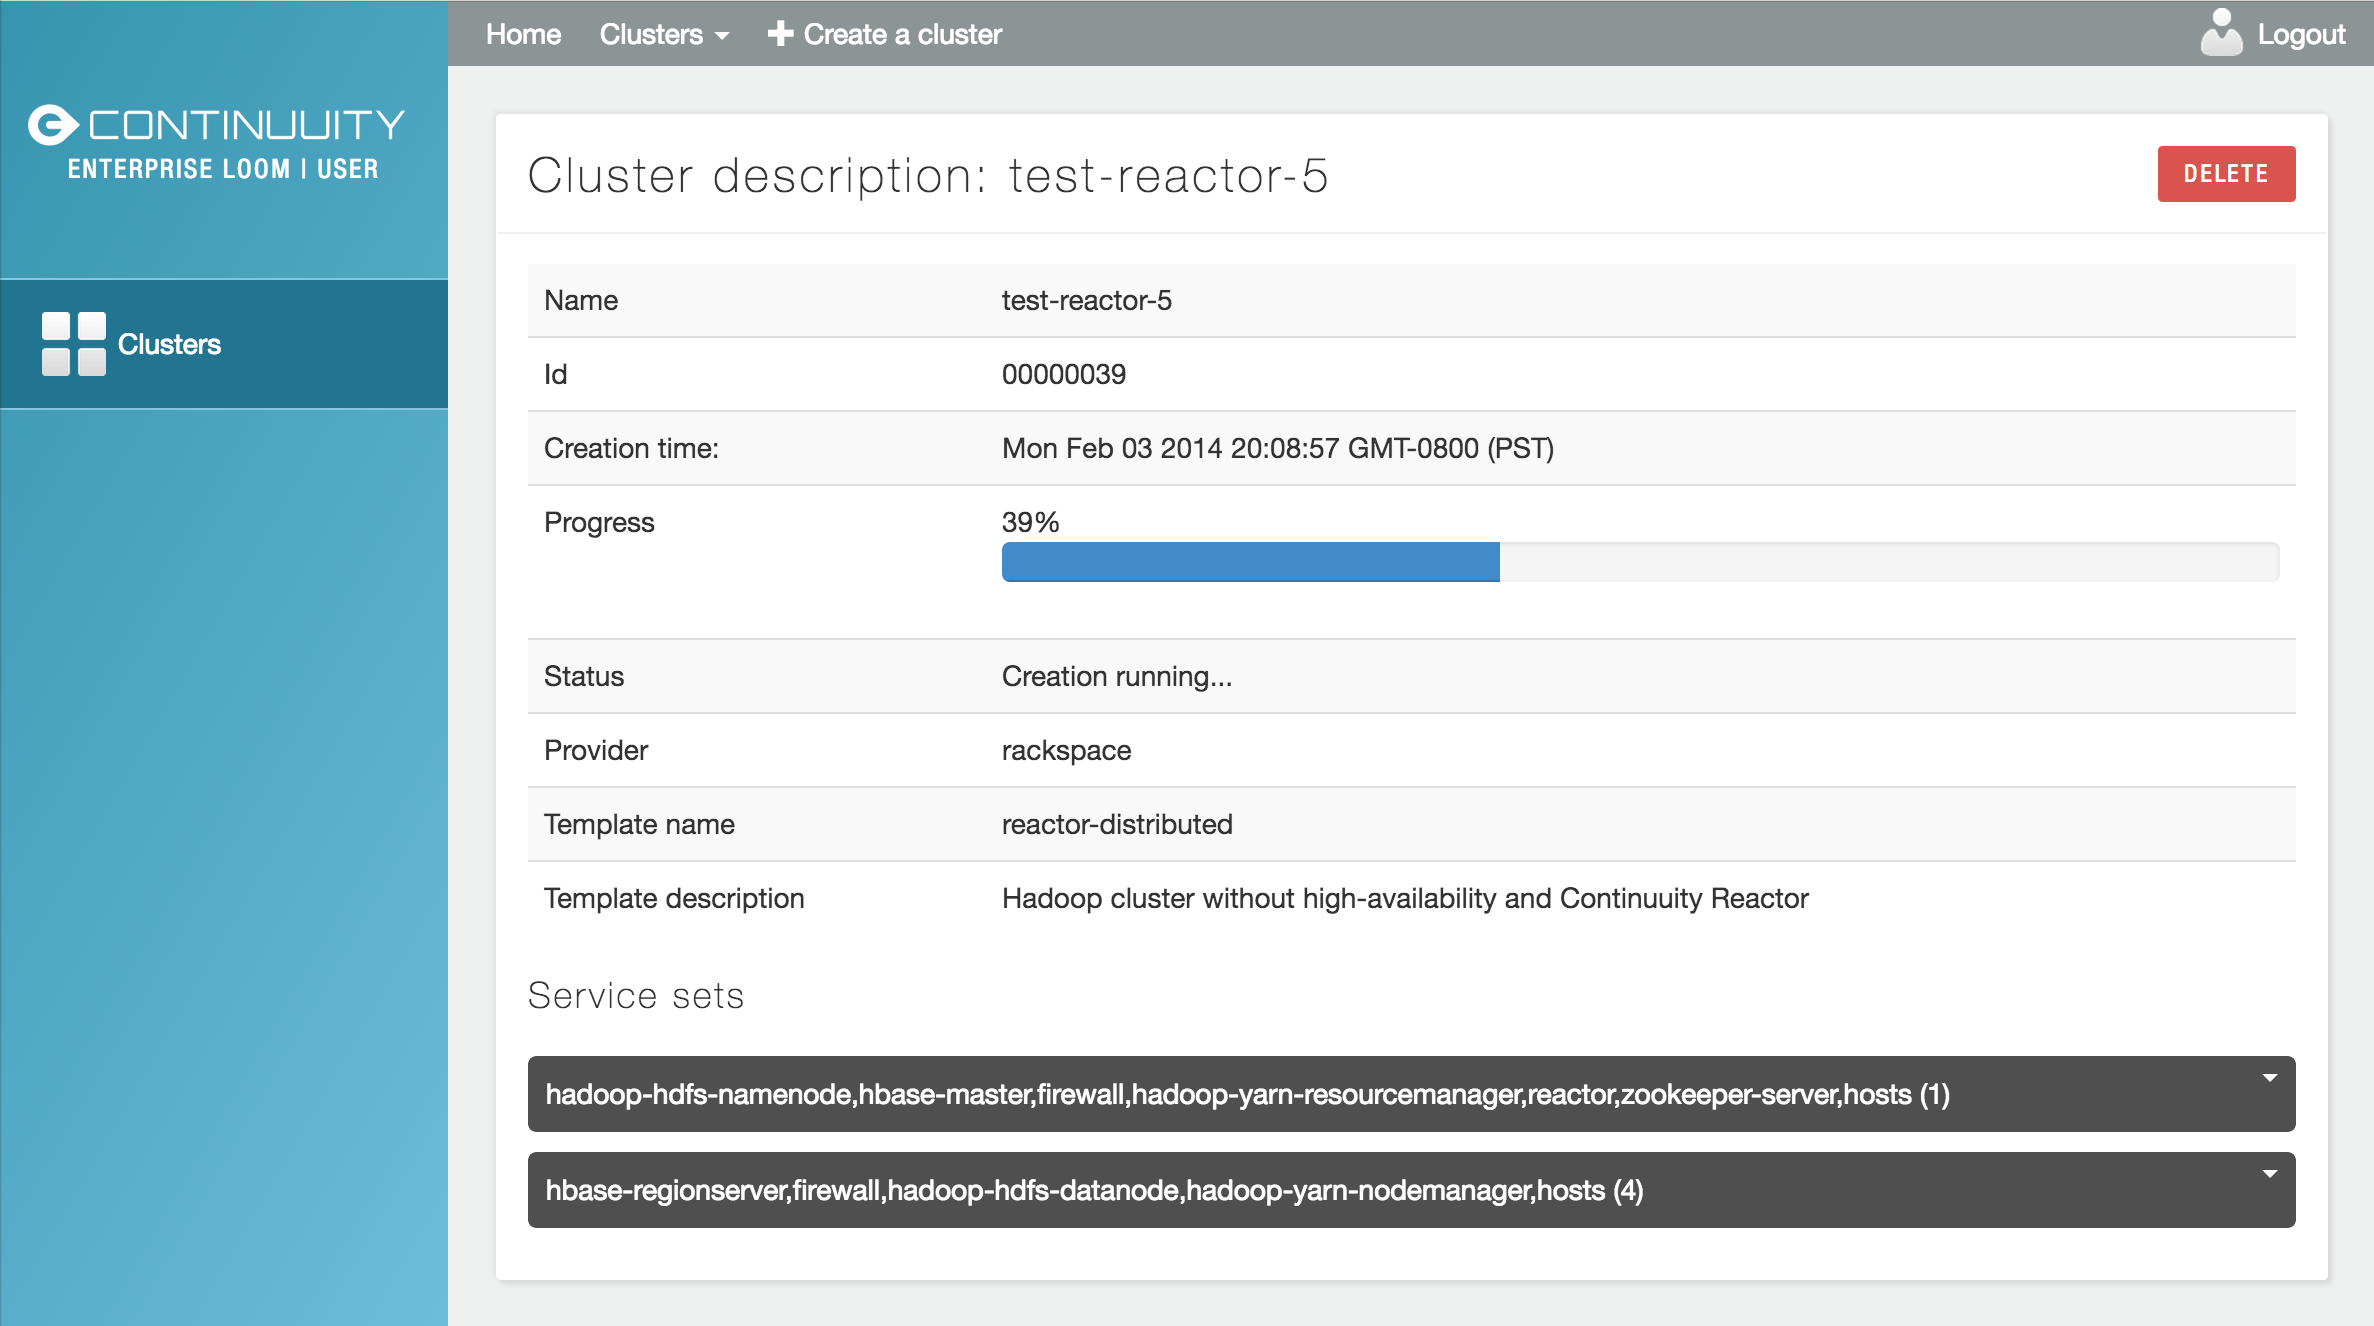 Home Clusters Create a cluster Logout
CONTINUUITY
ENTERPRISE LOOM | USER
Clusters
Cluster description: test-reactor-5 DELETE
Name test-reactor-5
Id 00000039
Creation time: Mon Feb 03 2014 20:08:57 GMT-0800 (PST)
Progress 39%
Status Creation running...
Provider rackspace
Template name reactor-distributed
Template description Hadoop cluster without high-availability and Continuuity Reactor
Service sets
hadoop-hdfs-namenode,hbase-master,firewall,hadoop-yarn-resourcemanager,reactor,zookeeper-server,hosts (1)
hbase-regionserver,firewall,hadoop-hdfs-datanode,hadoop-yarn-nodemanager,hosts (4)